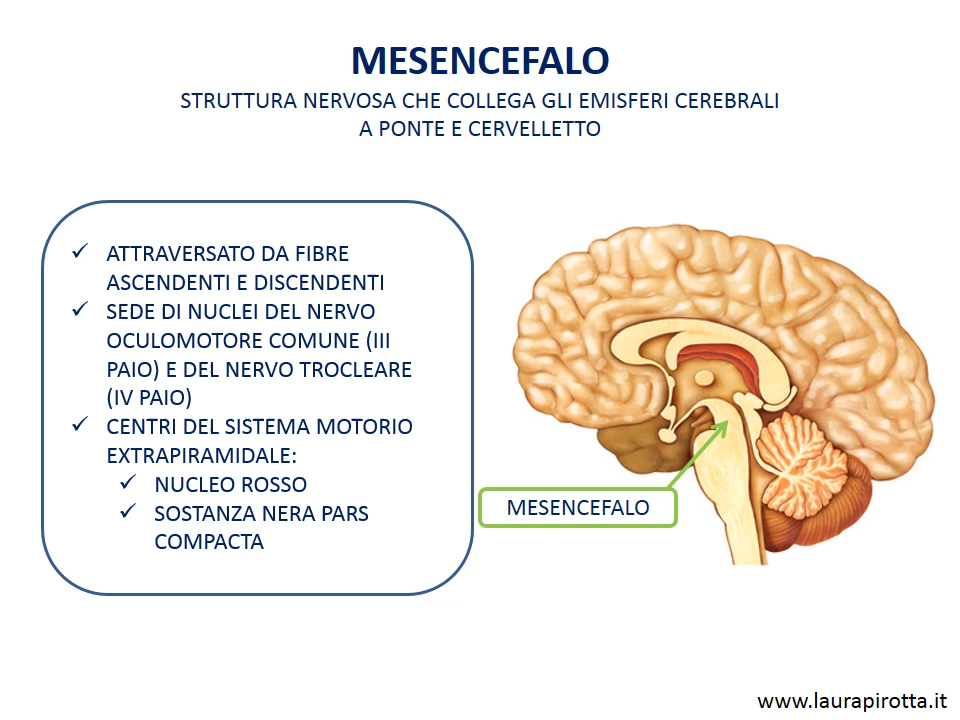 MESENCEFALO
STRUTTURA NERVOSA CHE COLLEGA GLI EMISFERI CEREBRALI
A PONTE E CERVELLETTO
✓ ATTRAVERSATO DA FIBRE
ASCENDENTI E DISCENDENTI
✓ SEDE DI NUCLEI DEL NERVO
OCULOMOTORE COMUNE (III
PAIO) E DEL NERVO TROCLEARE
(IV PAIO)
✓ CENTRI DEL SISTEMA MOTORIO
EXTRAPIRAMIDALE:
✓ NUCLEO ROSSO
✓ SOSTANZA NERA PARS
COMPACTA
MESENCEFALO
www.laurapirotta.it